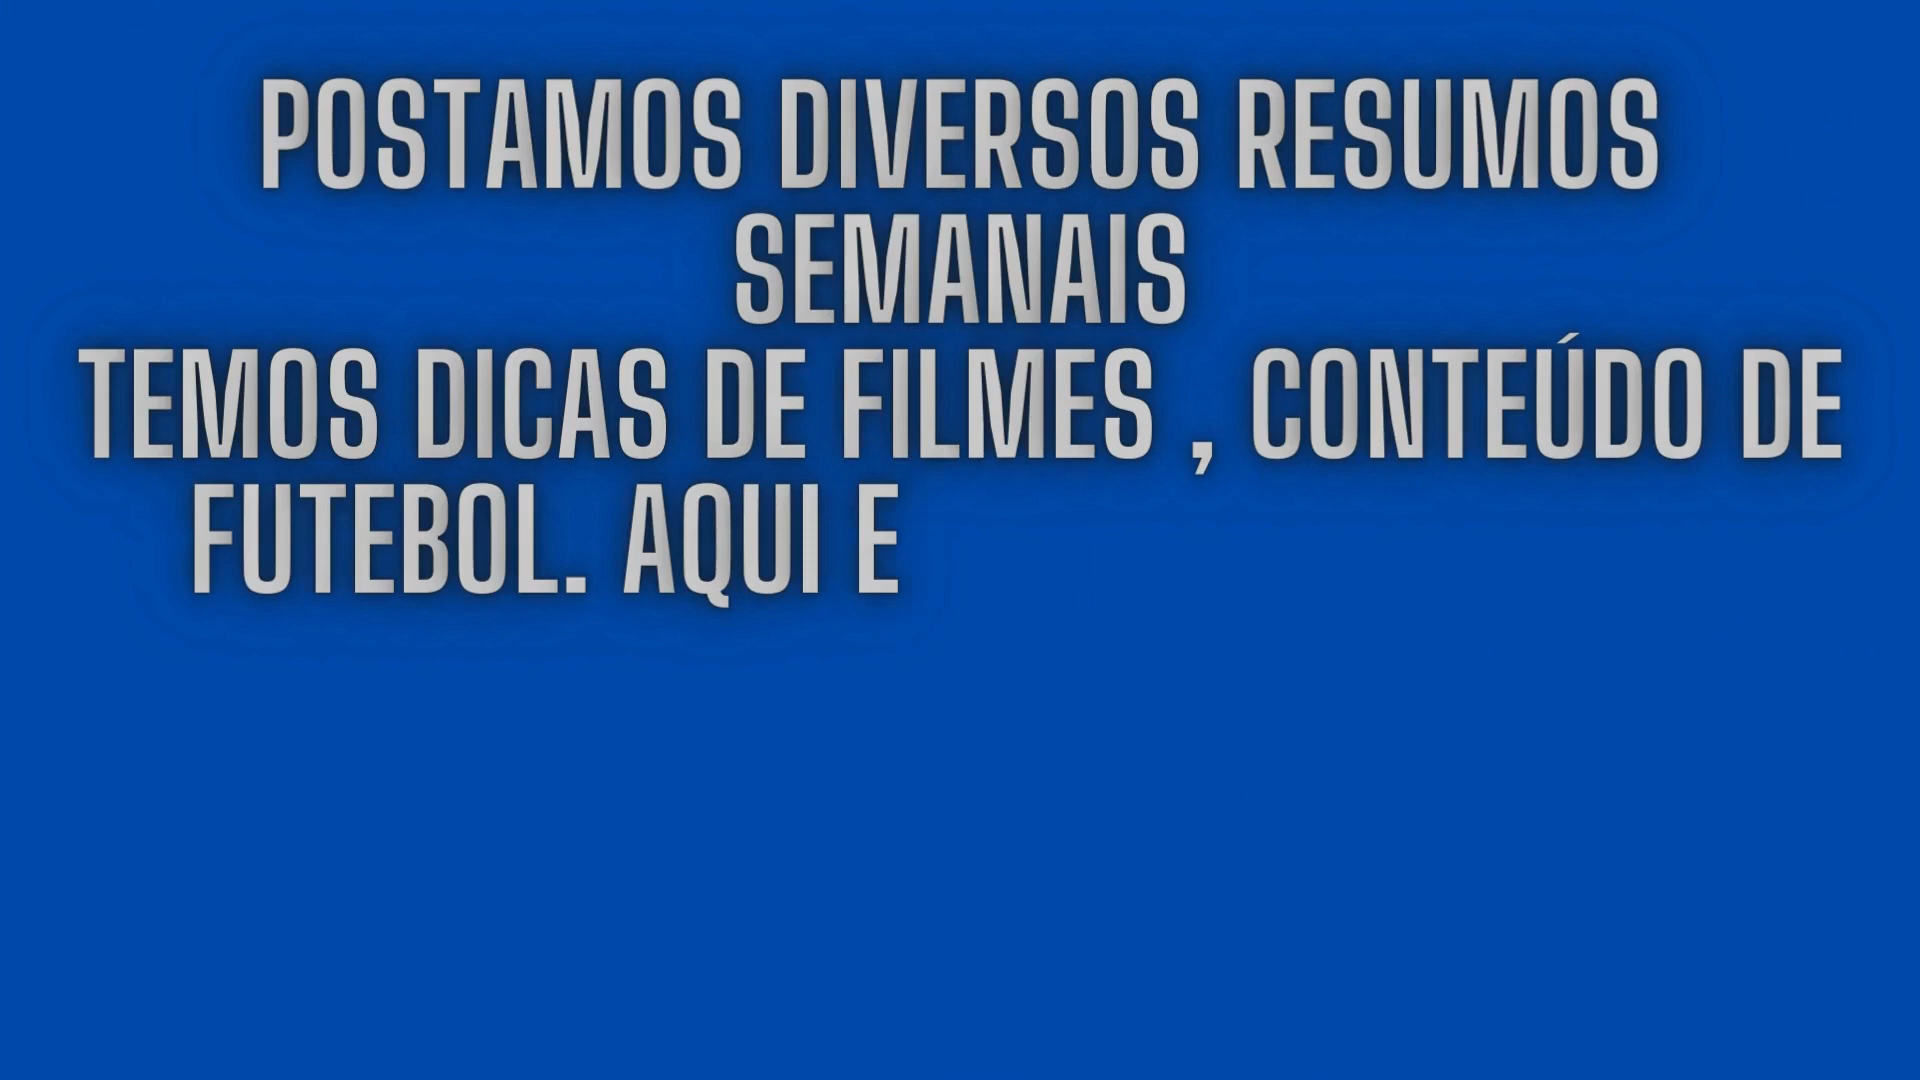 POSTAMOS DIVERSOS RESUMOS
SEMANAIS
TEMOS DICAS DE FILMES , CONTEÚDO DE
FUTEBOL. AQUI E